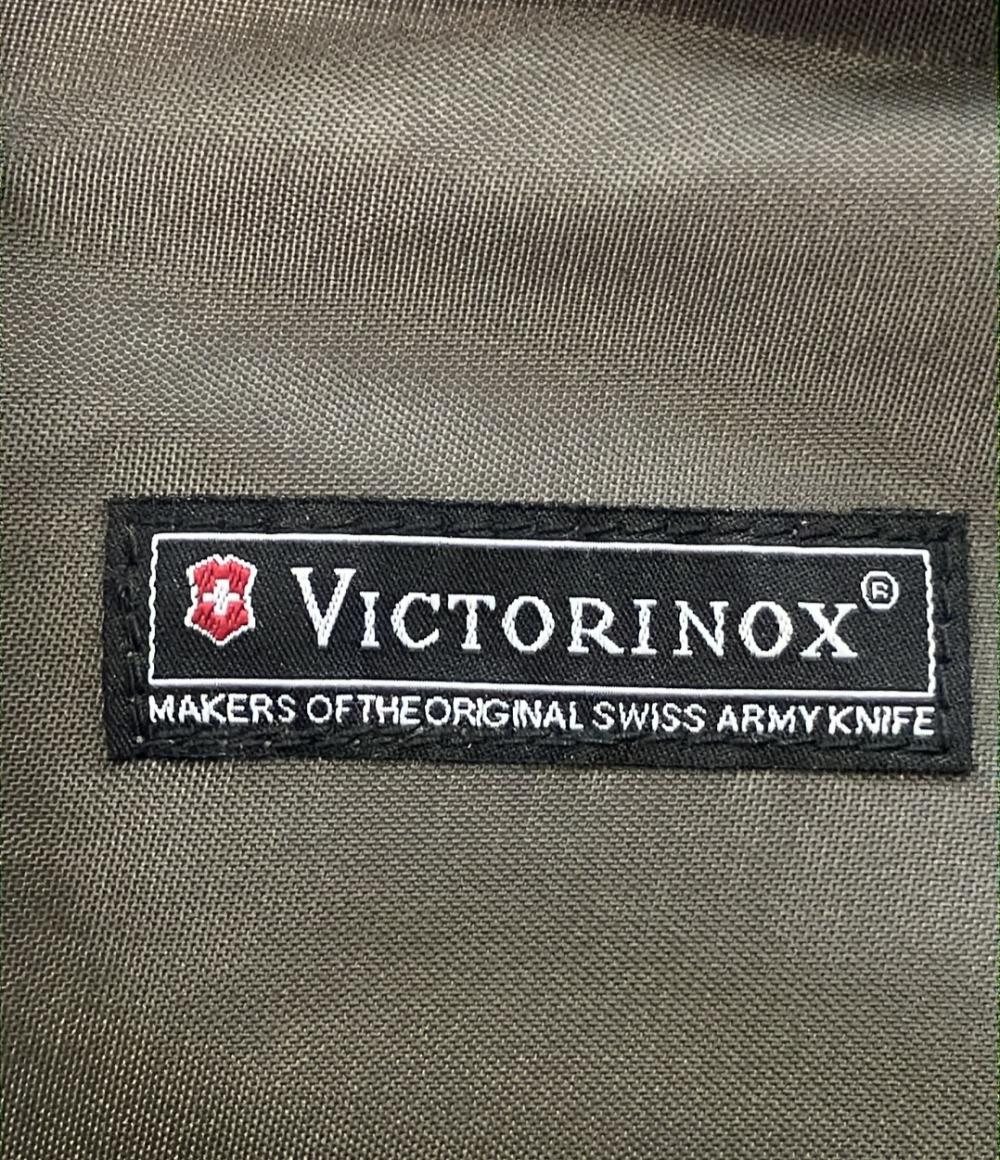 VICTORINOX®
MAKERS OF THE ORIGINAL SWISS ARMY KNIFE